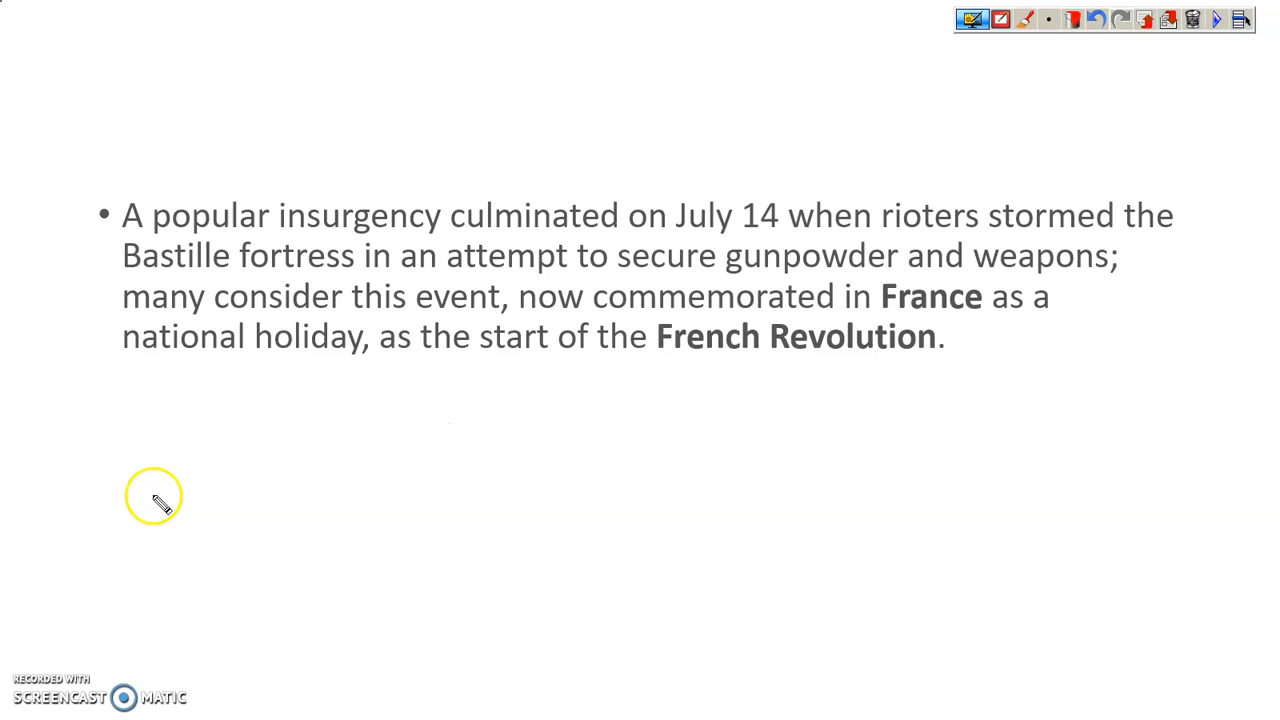 • A popular insurgency culminated on July 14 when rioters stormed the
Bastille fortress in an attempt to secure gunpowder and weapons;
many consider this event, now commemorated in France as a
national holiday, as the start of the French Revolution.
RECORDED WITH
SCREENCAST MATIC